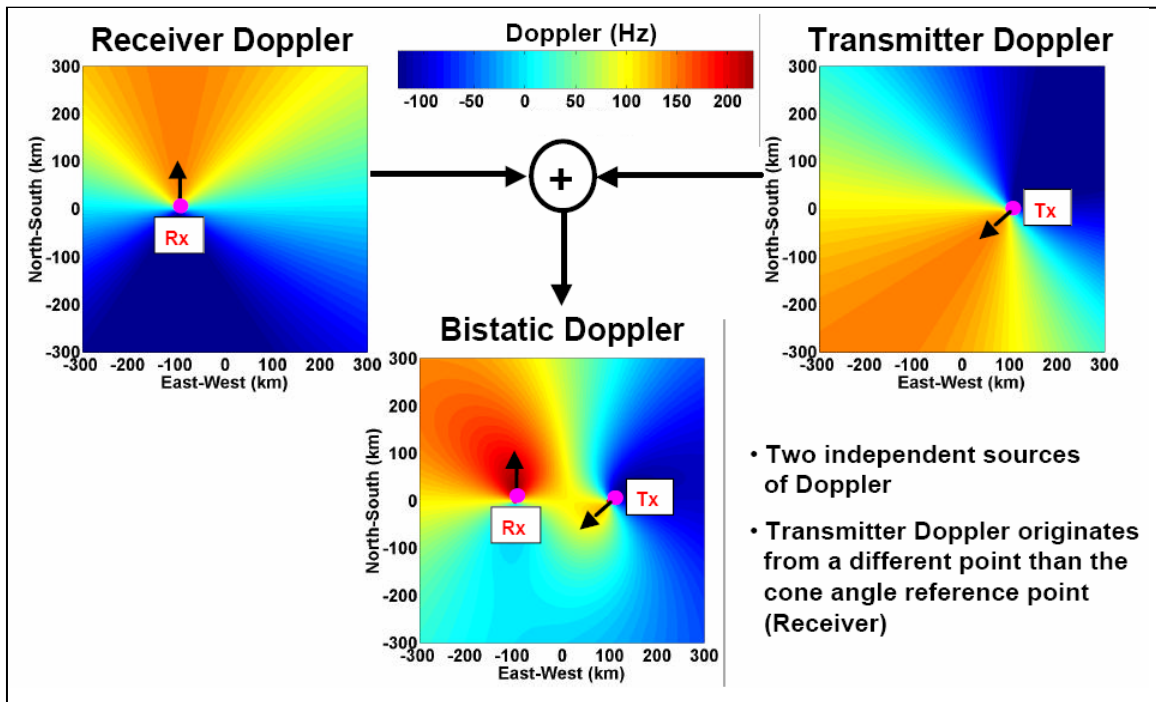 Receiver Doppler
Doppler (Hz)
-100 -50 0 50 100 150
Transmitter Doppler
300
200
100
0
-100
-200
-300
North-South (km)
-300 -200 -100 0 100 200 300
East-West (km)
Rx
+
300
200
100
0
-100
-200
-300
North-South (km)
-300 -200 -100 0 100 200 300
East-West (km)
Tx
Bistatic Doppler
300
200
100
0
-100
-200
-300
North-South (km)
-300 -200 -100 0 100 200 300
East-West (km)
Rx
Tx
• Two independent sources
of Doppler
• Transmitter Doppler originates
from a different point than the
cone angle reference point
(Receiver)